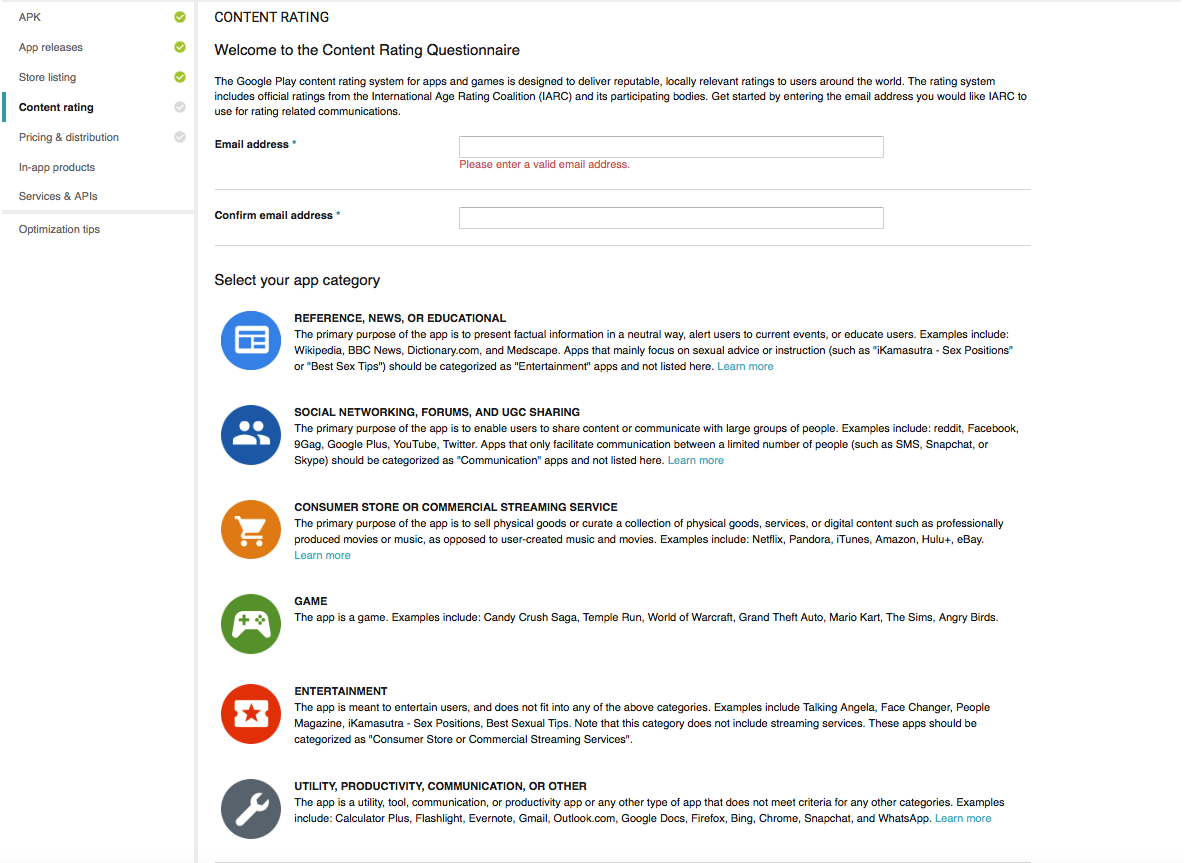 APK
App releases
Store listing
Content rating
Pricing & distribution
In-app products
Services & APIs
Optimization tips
CONTENT RATING
Welcome to the Content Rating Questionnaire
The Google Play content rating system for apps and games is designed to deliver reputable, locally relevant ratings to users around the world. The rating system
includes official ratings from the International Age Rating Coalition (IARC) and its participating bodies. Get started by entering the email address you would like IARC to
use for rating related communications.
Email address *
Please enter a valid email address.
Confirm email address *
Select your app category
REFERENCE, NEWS, OR EDUCATIONAL
The primary purpose of the app is to present factual information in a neutral way, alert users to current events, or educate users. Examples include:
Wikipedia, BBC News, Dictionary.com, and Medscape. Apps that mainly focus on sexual advice or instruction (such as "iKamasutra - Sex Positions"
or "Best Sex Tips") should be categorized as "Entertainment" apps and not listed here. Learn more
SOCIAL NETWORKING, FORUMS, AND UGC SHARING
The primary purpose of the app is to enable users to share content or communicate with large groups of people. Examples include: reddit, Facebook,
9Gag, Google Plus, YouTube, Twitter. Apps that only facilitate communication between a limited number of people (such as SMS, Snapchat, or
Skype) should be categorized as "Communication" apps and not listed here. Learn more
CONSUMER STORE OR COMMERCIAL STREAMING SERVICE
The primary purpose of the app is to sell physical goods or curate a collection of physical goods, services, or digital content such as professionally
produced movies or music, as opposed to user-created music and movies. Examples include: Netflix, Pandora, iTunes, Amazon, Hulu+, eBay.
Learn more
GAME
The app is a game. Examples include: Candy Crush Saga, Temple Run, World of Warcraft, Grand Theft Auto, Mario Kart, The Sims, Angry Birds.
ENTERTAINMENT
The app is meant to entertain users, and does not fit into any of the above categories. Examples include Talking Angela, Face Changer, People
Magazine, iKamasutra - Sex Positions, Best Sexual Tips. Note that this category does not include streaming services. These apps should be
categorized as "Consumer Store or Commercial Streaming Services".
UTILITY, PRODUCTIVITY, COMMUNICATION, OR OTHER
The app is a utility, tool, communication, or productivity app or any other type of app that does not meet criteria for any other categories. Examples
include: Calculator Plus, Flashlight, Evernote, Gmail, Outlook.com, Google Docs, Firefox, Bing, Chrome, Snapchat, and WhatsApp. Learn more